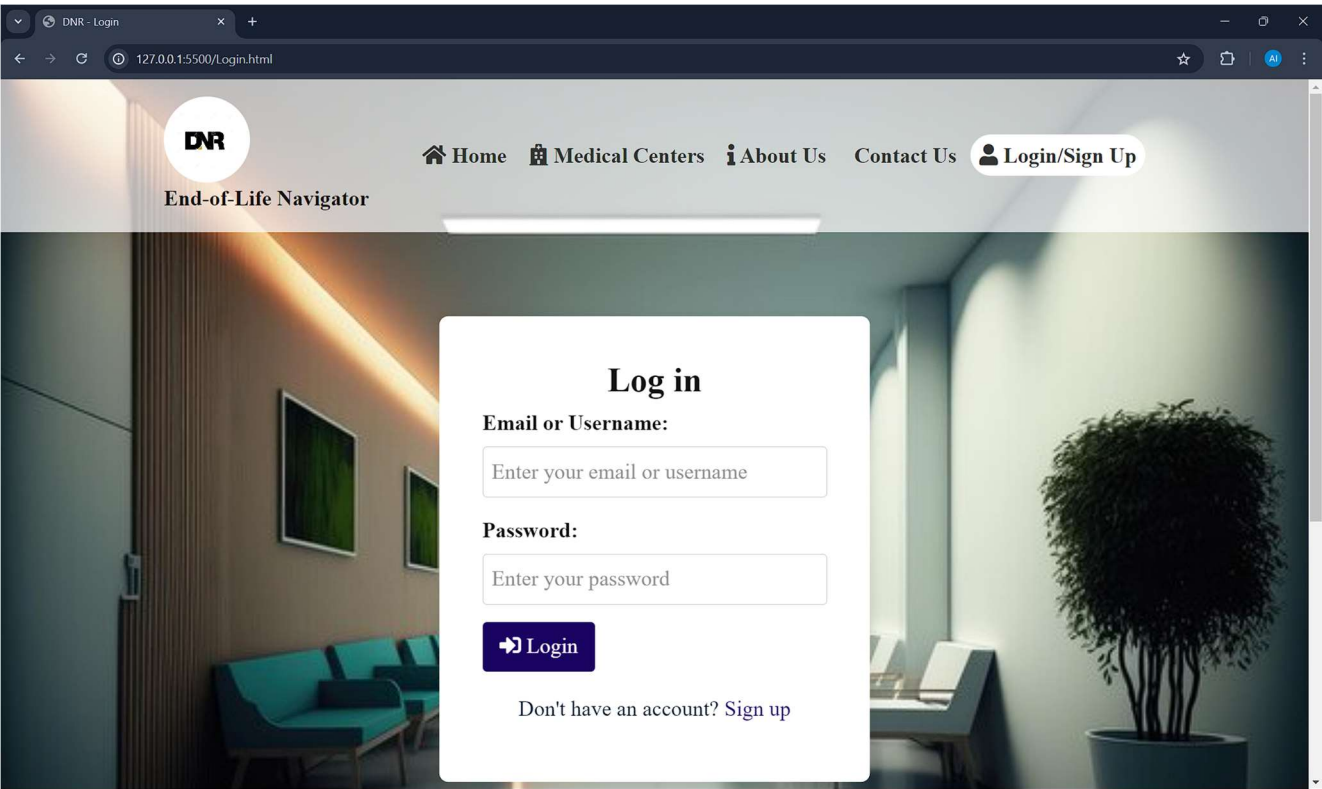 DNR - Login
127.0.0.1:5500/Login.html
AI
DNR
End-of-Life Navigator
Home Medical Centers About Us Contact Us Login/Sign Up
Log in
Email or Username:
Enter your email or username
Password:
Enter your password
Login
Don't have an account? Sign up